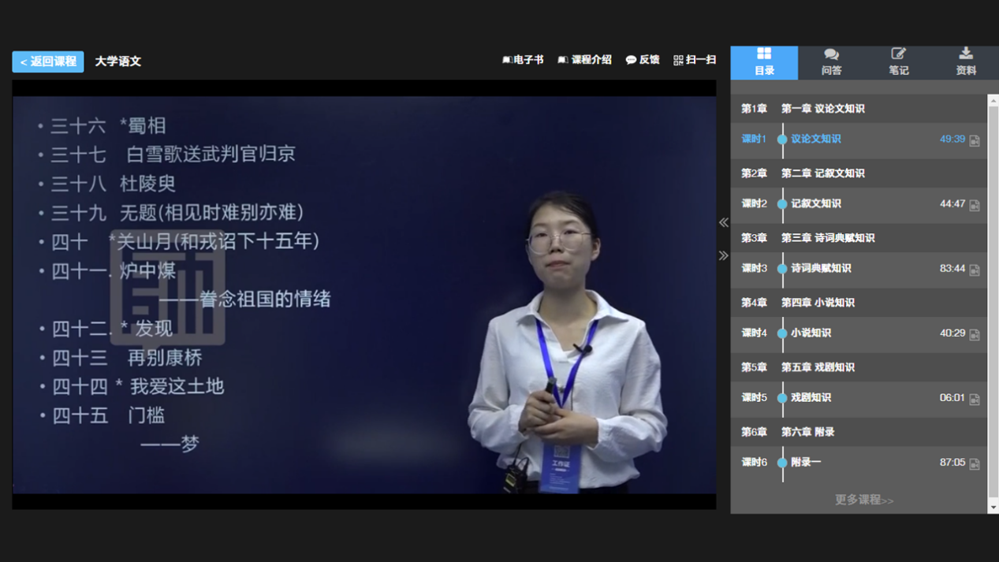 < 返回课程 大学语文 电子书 课程介绍 反馈 扫一扫
目录 问答 笔记 资料
• 三十六 *蜀相
• 三十七 白雪歌送武判官归京
• 三十八 杜陵叟
• 三十九 无题(相见时难别亦难)
• 四十 *关山月(和戎诏下十五年)
• 四十一. 炉中煤
——眷念祖国的情绪
• 四十二. * 发现
• 四十三 再别康桥
• 四十四 * 我爱这土地
• 四十五 门槛
——梦
工作证
第1章 第一章 议论文知识
课时1 议论文知识 49:39
第2章 第二章 记叙文知识
课时2 记叙文知识 44:47
第3章 第三章 诗词典赋知识
课时3 诗词典赋知识 83:44
第4章 第四章 小说知识
课时4 小说知识 40:29
第5章 第五章 戏剧知识
课时5 戏剧知识 06:01
第6章 第六章 附录
课时6 附录一 87:05
更多课程>>